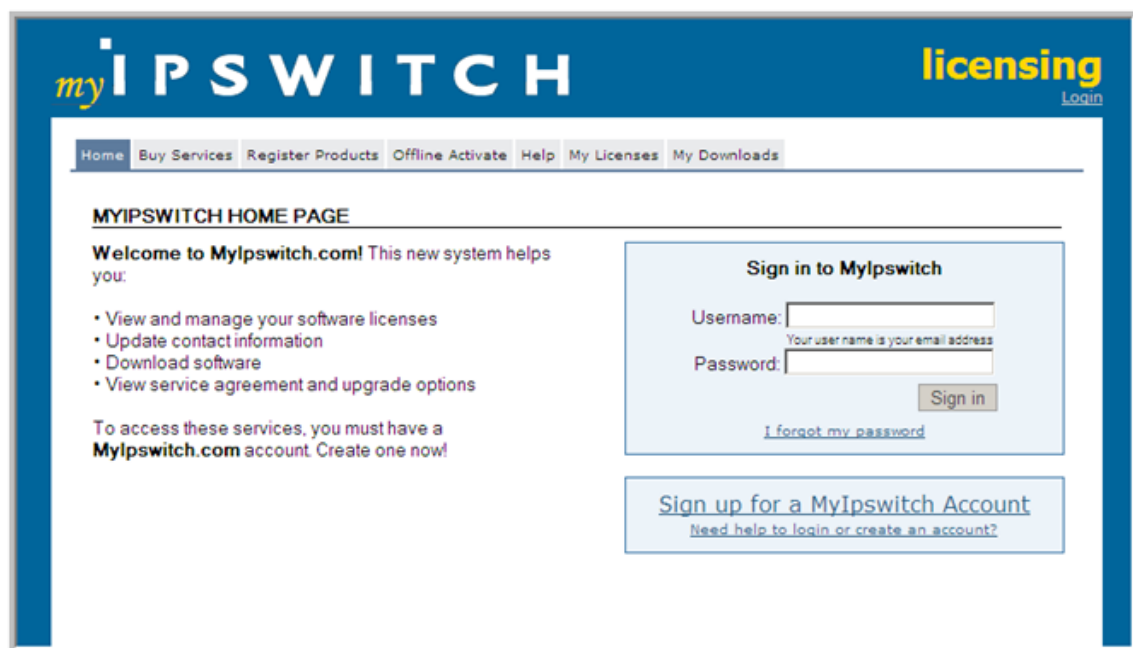 my IPSWITCH
licensing
Login
Home Buy Services Register Products Offline Activate Help My Licenses My Downloads
MYIPSWITCH HOME PAGE
Welcome to MyIpswitch.com! This new system helps
you:
• View and manage your software licenses
• Update contact information
• Download software
• View service agreement and upgrade options
To access these services, you must have a
MyIpswitch.com account. Create one now!
Sign in to MyIpswitch
Username:
Your user name is your email address
Password:
Sign in
I forgot my password
Sign up for a MyIpswitch Account
Need help to login or create an account?